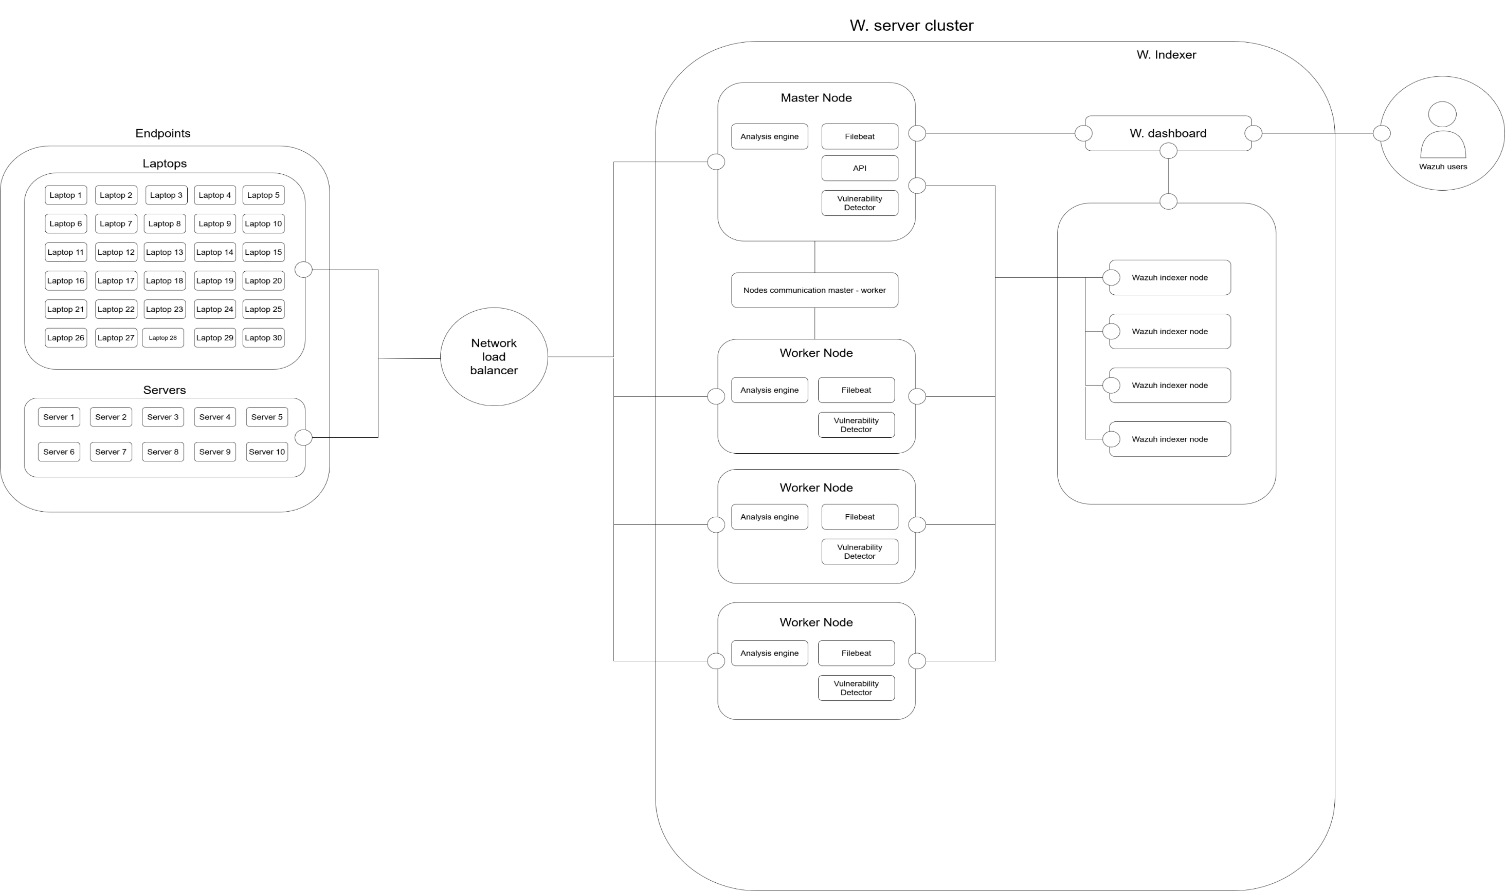 W. server cluster
W. Indexer
Endpoints
Laptops
Laptop 1
Laptop 2
Laptop 3
Laptop 4
Laptop 5
Laptop 6
Laptop 7
Laptop 8
Laptop 9
Laptop 10
Laptop 11
Laptop 12
Laptop 13
Laptop 14
Laptop 15
Laptop 16
Laptop 17
Laptop 18
Laptop 19
Laptop 20
Laptop 21
Laptop 22
Laptop 23
Laptop 24
Laptop 25
Laptop 26
Laptop 27
Laptop 28
Laptop 29
Laptop 30
Servers
Server 1
Server 2
Server 3
Server 4
Server 5
Server 6
Server 7
Server 8
Server 9
Server 10
Network
load
balancer
Master Node
Analysis engine
Filebeat
API
Vulnerability
Detector
Nodes communication master - worker
Worker Node
Analysis engine
Filebeat
Vulnerability
Detector
Worker Node
Analysis engine
Filebeat
Vulnerability
Detector
Worker Node
Analysis engine
Filebeat
Vulnerability
Detector
W. dashboard
Wazuh indexer node
Wazuh indexer node
Wazuh indexer node
Wazuh indexer node
Wazuh users